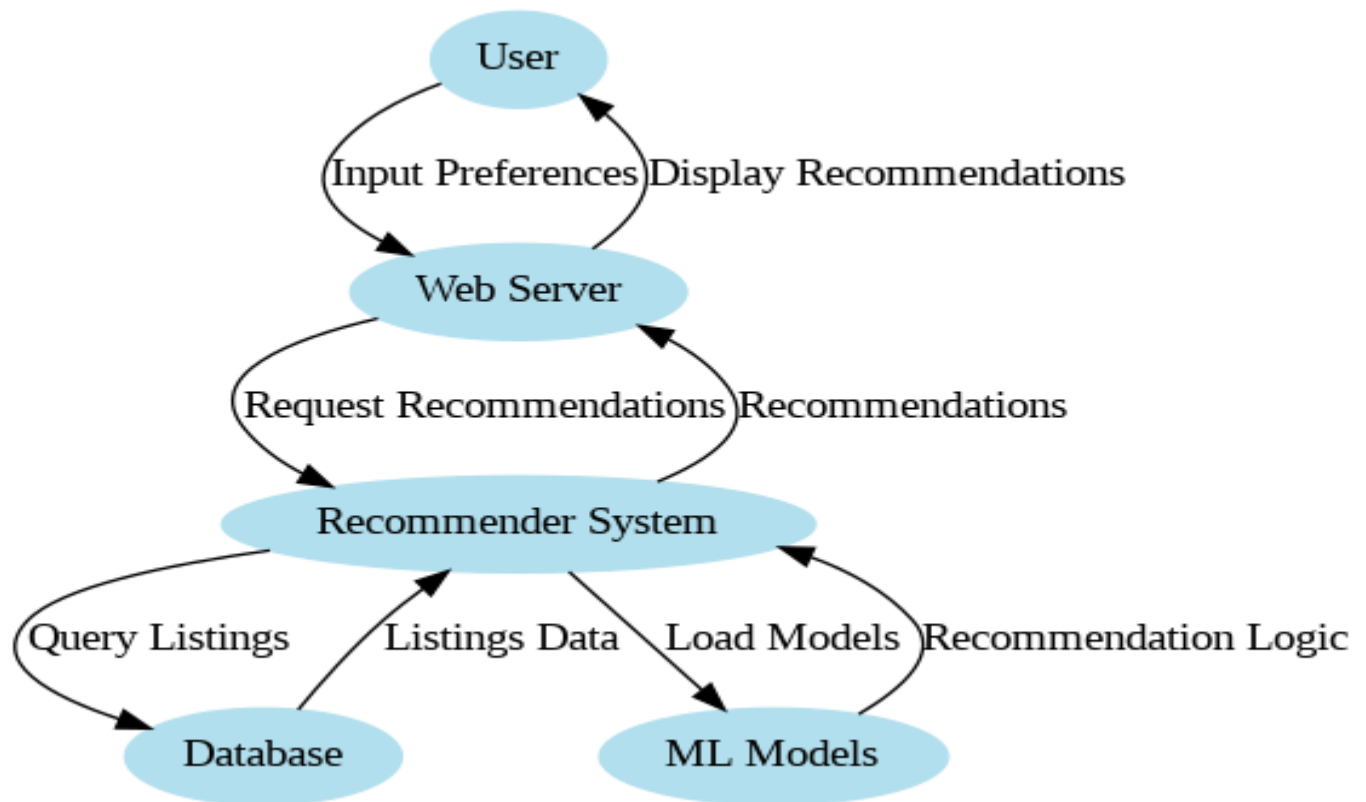 User
Input Preferences
Display Recommendations
Web Server
Request Recommendations
Recommendations
Recommender System
Query Listings
Listings Data
Load Models
Recommendation Logic
Database
ML Models